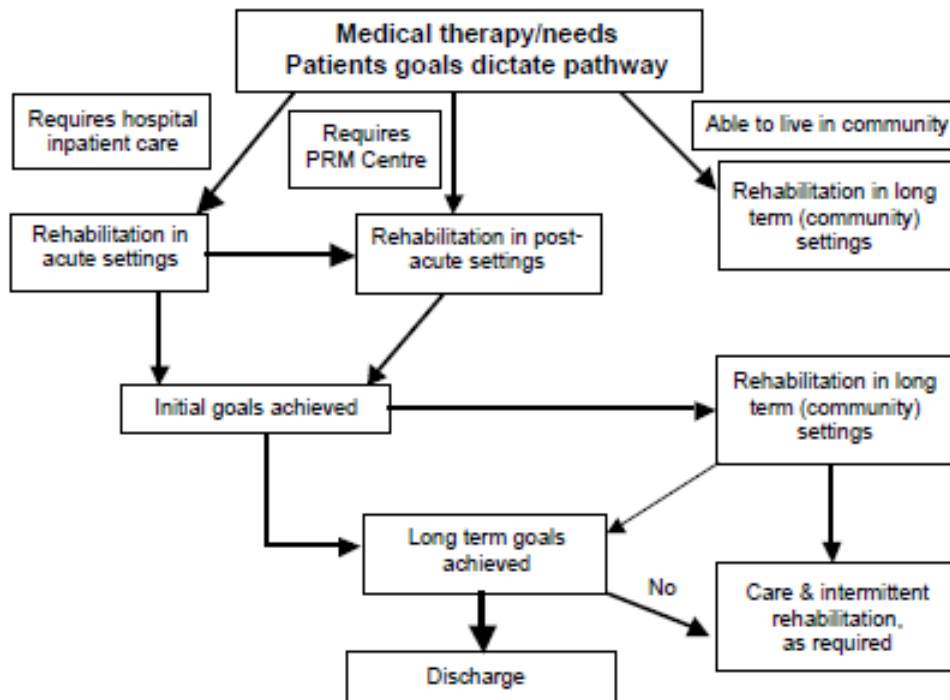 Medical therapy/needs
Patients goals dictate pathway
Requires hospital
inpatient care
Requires
PRM Centre
Able to live in community
Rehabilitation in
acute settings
Rehabilitation in post-
acute settings
Rehabilitation in long
term (community)
settings
Initial goals achieved
Rehabilitation in long
term (community)
settings
Long term goals
achieved
No
Care & intermittent
rehabilitation,
as required
Discharge